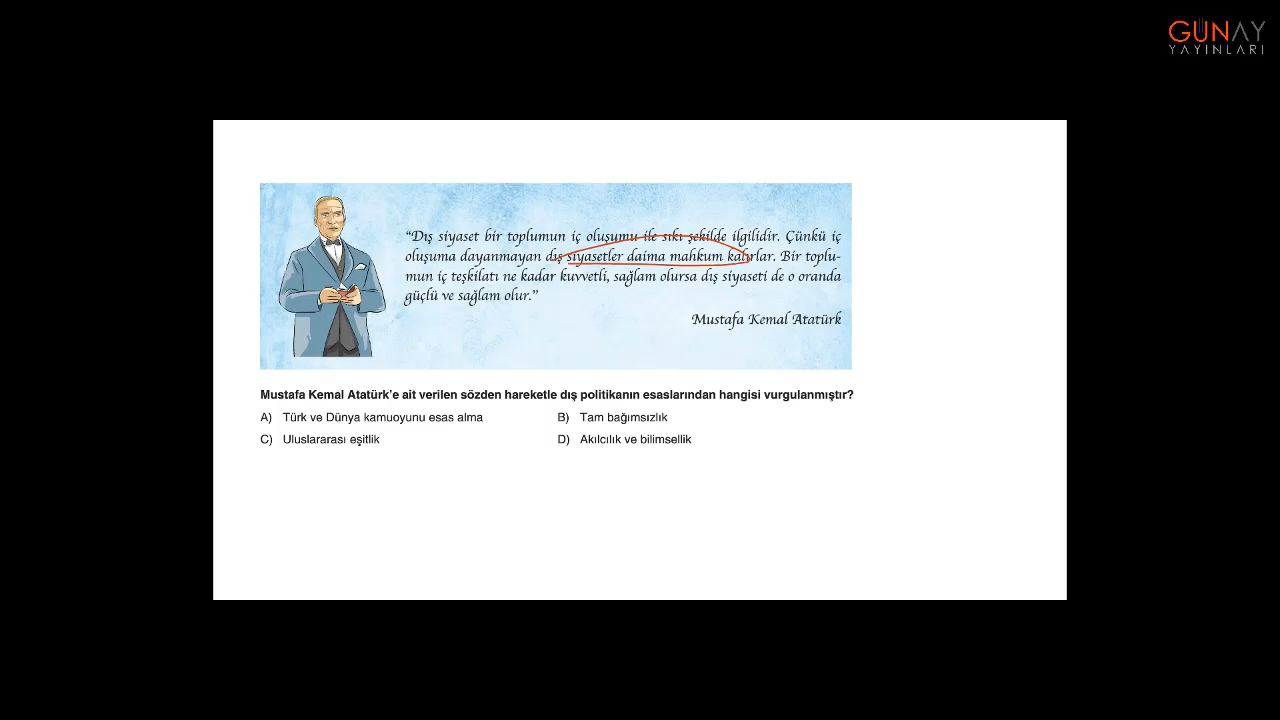 GÜNAY
YAYINLARI
"Dış siyaset bir toplumun iç oluşumu ile sıkı şekilde ilgilidir. Çünkü iç
oluşuma dayanmayan dış siyasetler daima mahkum kalırlar. Bir toplu-
mun iç teşkilatı ne kadar kuvvetli, sağlam olursa dış siyaseti de o oranda
güçlü ve sağlam olur."
Mustafa Kemal Atatürk
Mustafa Kemal Atatürk'e ait verilen sözden hareketle dış politikanın esaslarından hangisi vurgulanmıştır?
A) Türk ve Dünya kamuoyunu esas alma B) Tam bağımsızlık
C) Uluslararası eşitlik D) Akılcılık ve bilimsellik